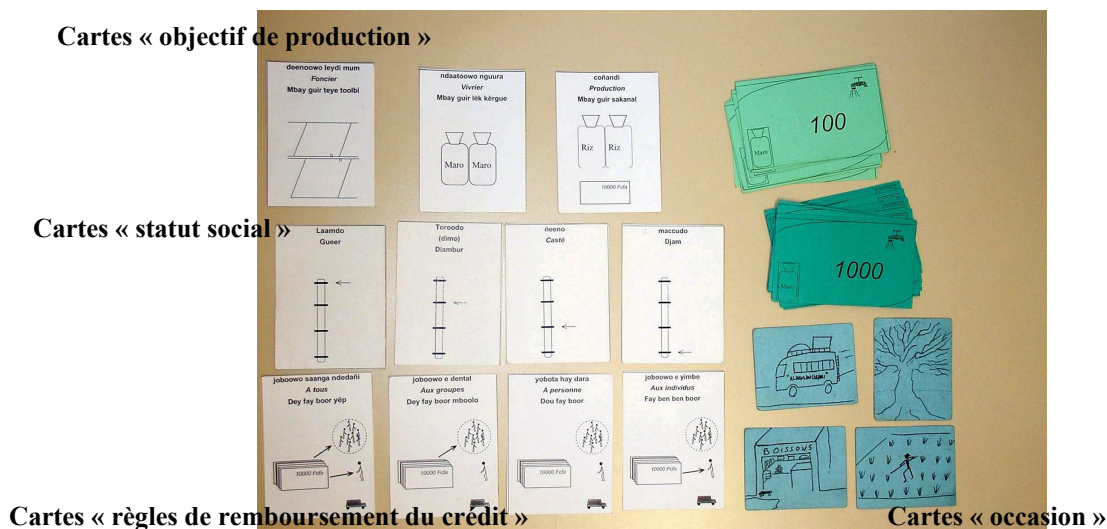 Cartes « objectif de production »
deenoowo leydi mum
Foncier
Mbay guir teye toolbi
ndaatoowo nguura
Vivrier
Mbay guir lék kërgue
Maro Maro
coñandi
Production
Mbay guir sakanal
Riz Riz
10000 Fcfa
100
Maro
Cartes « statut social »
Laamdo
Gueer
Toroodo
(dimo)
Diambur
ñeeno
Casté
maccudo
Djam
1000
Maro
joboowo saanga ndedañi
A tous
Dey fay boor yëp
10000 Fcfa
joboowo e dental
Aux groupes
Dey fay boor mboolo
10000 Fcfa
yobota hay dara
A personne
Dou fay boor
10000 Fcfa
joboowo e yimbe
Aux individus
Fay ben ben boor
10000 Fcfa
BOISSONS
Cartes « règles de remboursement du crédit »
Cartes « occasion »